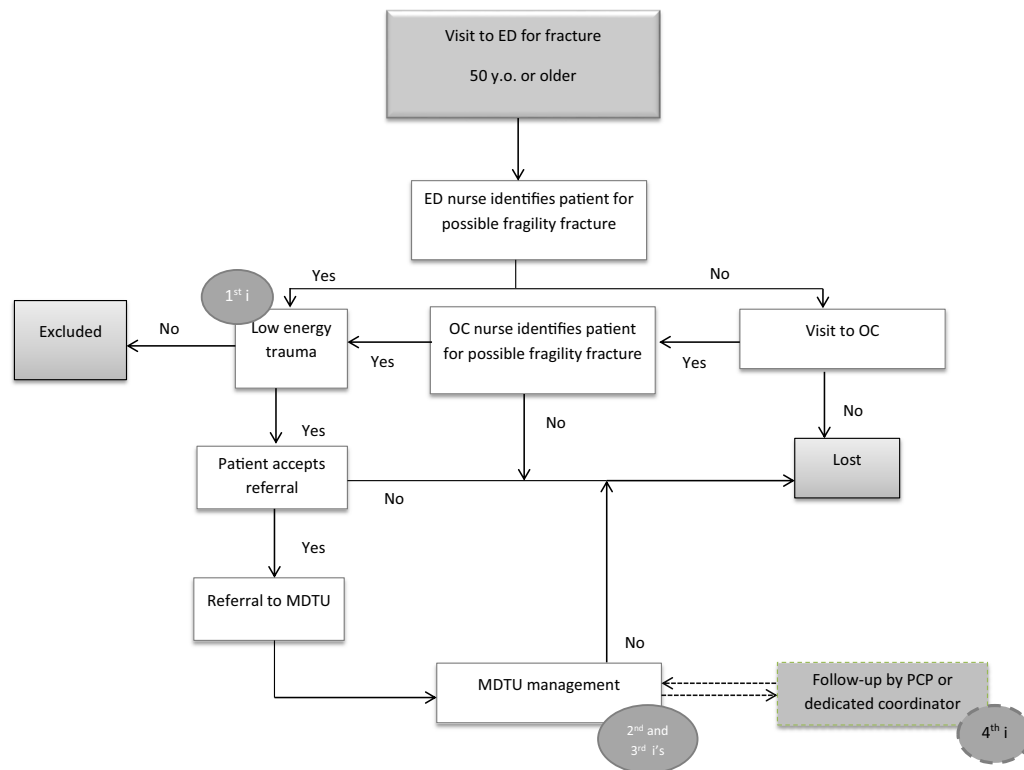 Visit to ED for fracture
50 y.o. or older
ED nurse identifies patient for
possible fragility fracture
Yes
No
1st i
Excluded
No
Low energy
trauma
Yes
OC nurse identifies patient
for possible fragility fracture
Yes
Visit to OC
No
No
Yes
Lost
Patient accepts
referral
No
Yes
Referral to MDTU
No
MDTU management
Follow-up by PCP or
dedicated coordinator
2nd and
3rd i's
4th i